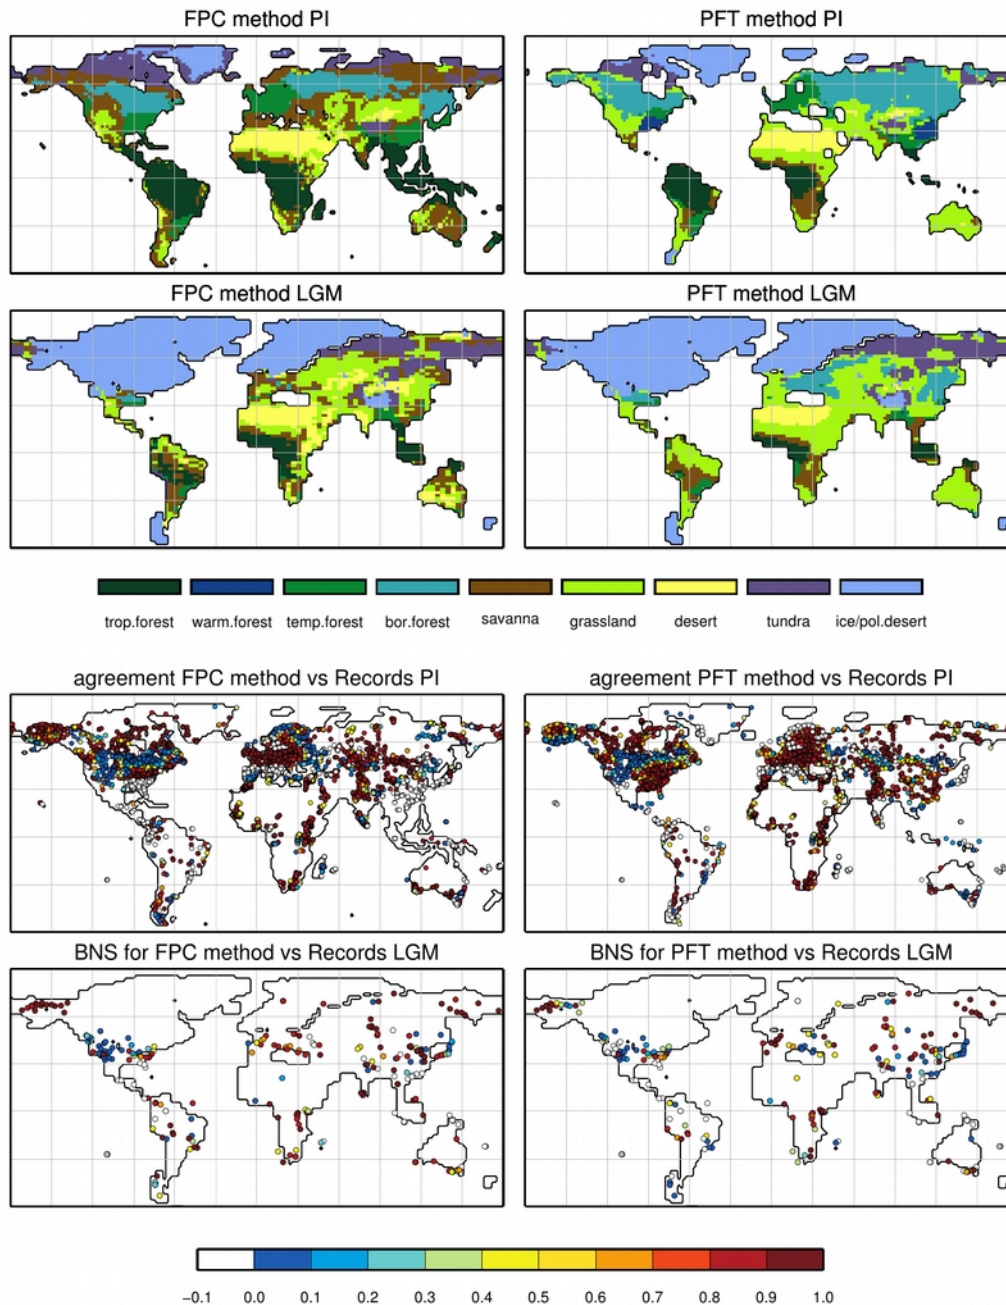 FPC method PI
PFT method PI
FPC method LGM
PFT method LGM
trop.forest warm.forest temp.forest bor.forest savanna grassland desert tundra ice/pol.desert
agreement FPC method vs Records PI
agreement PFT method vs Records PI
BNS for FPC method vs Records LGM
BNS for PFT method vs Records LGM
−0.1 0.0 0.1 0.2 0.3 0.4 0.5 0.6 0.7 0.8 0.9 1.0